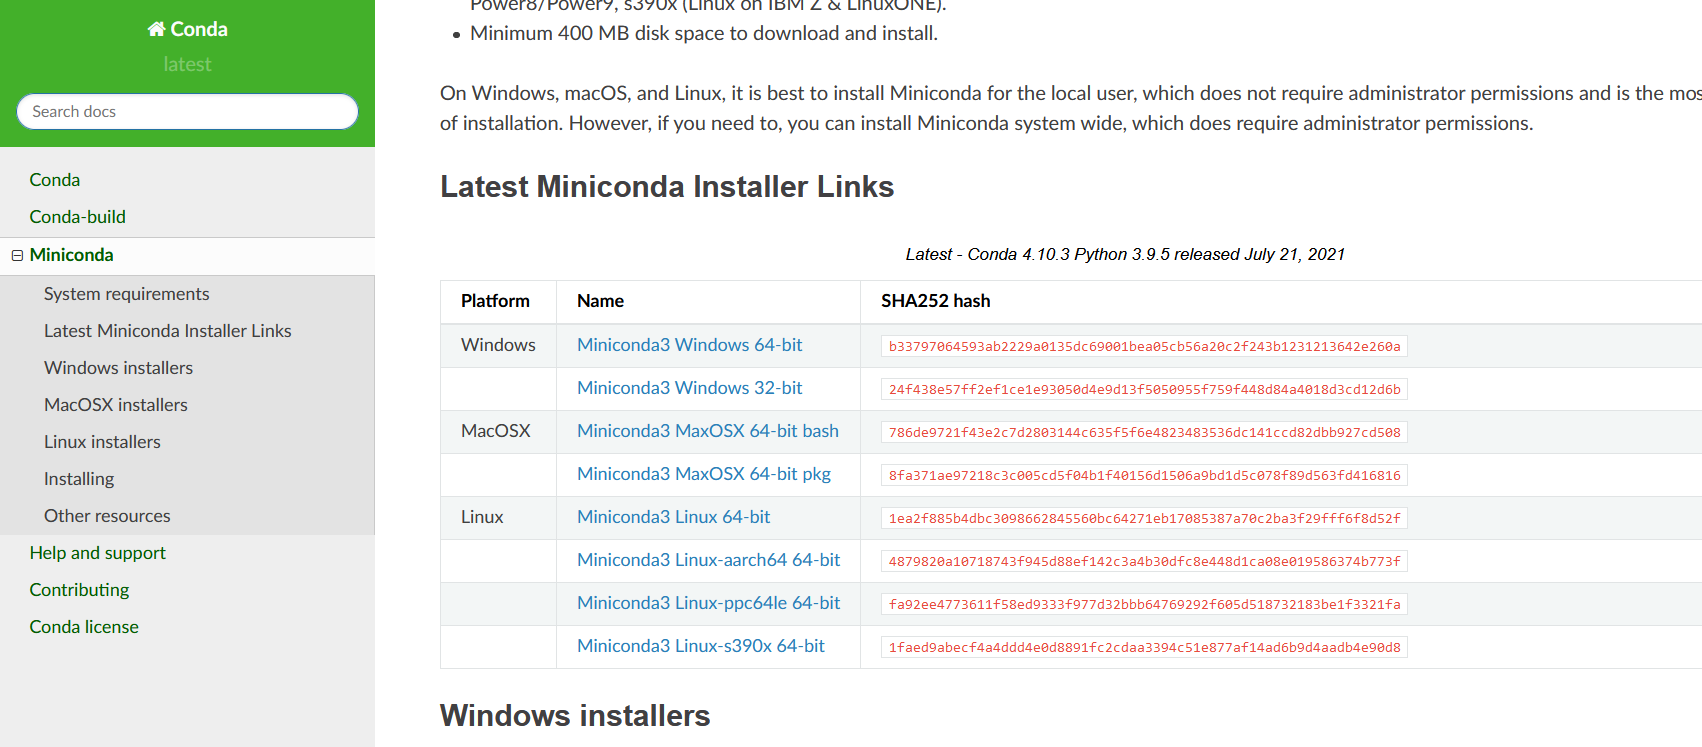 Conda
latest
Search docs
Conda
Conda-build
Miniconda
System requirements
Latest Miniconda Installer Links
Windows installers
MacOSX installers
Linux installers
Installing
Other resources
Help and support
Contributing
Conda license
Power8/Power9, s390x (Linux on IBM Z & LinuxONE).
• Minimum 400 MB disk space to download and install.
On Windows, macOS, and Linux, it is best to install Miniconda for the local user, which does not require administrator permissions and is the mos
of installation. However, if you need to, you can install Miniconda system wide, which does require administrator permissions.
Latest Miniconda Installer Links
Latest - Conda 4.10.3 Python 3.9.5 released July 21, 2021
Platform Name SHA252 hash
Windows Miniconda3 Windows 64-bit b33797064593ab2229a0135dc69001bea05cb56a20c2f243b1231213642e260a
Miniconda3 Windows 32-bit 24f438e57ff2ef1ce1e93050d4e9d13f5050955f759f448d84a4018d3cd12d6b
MacOSX Miniconda3 MaxOSX 64-bit bash 786de9721f43e2c7d2803144c635f5f6e4823483536dc141ccd82dbb927cd508
Miniconda3 MaxOSX 64-bit pkg 8fa371ae97218c3c005cd5f04b1f40156d1506a9bd1d5c078f89d563fd416816
Linux Miniconda3 Linux 64-bit 1ea2f885b4dbc3098662845560bc64271eb17085387a70c2ba3f29fff6f8d52f
Miniconda3 Linux-aarch64 64-bit 4879820a10718743f945d88ef142c3a4b30dfc8e448d1ca08e019586374b773f
Miniconda3 Linux-ppc64le 64-bit fa92ee4773611f58ed9333f977d32bbb64769292f605d518732183be1f3321fa
Miniconda3 Linux-s390x 64-bit 1faed9abecf4a4ddd4e0d8891fc2cdaa3394c51e877af14ad6b9d4aadb4e90d8
Windows installers